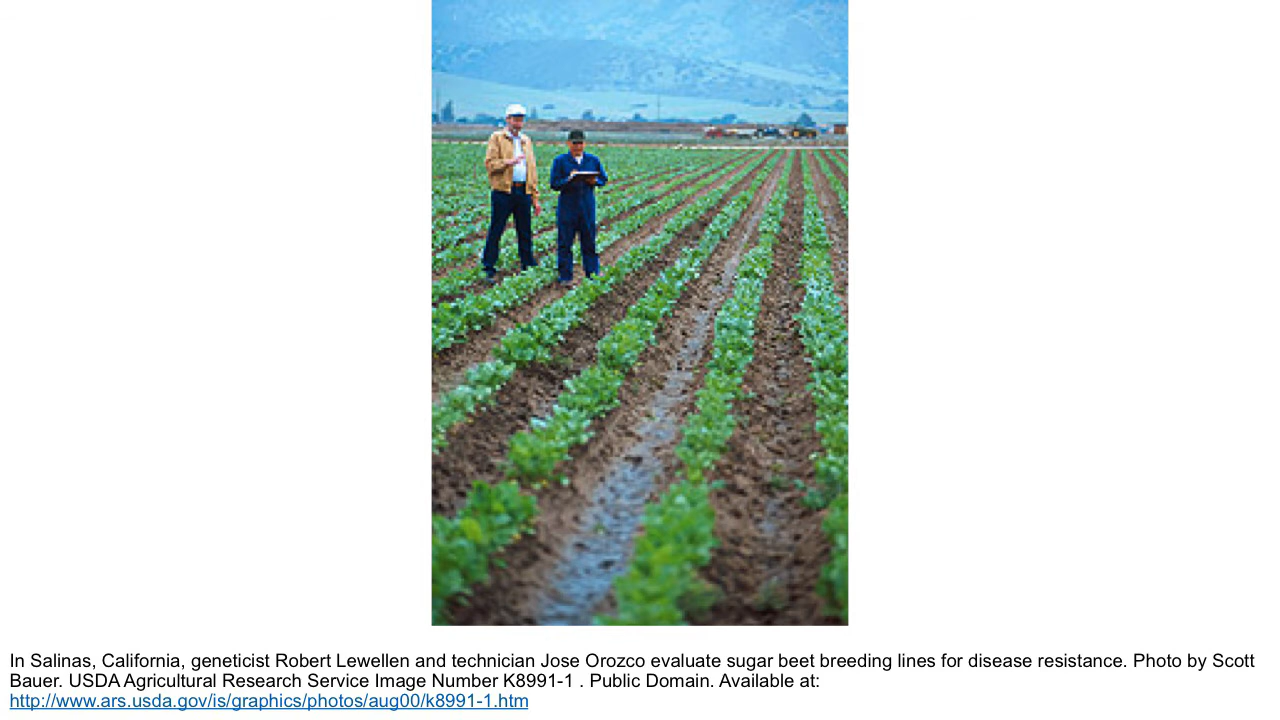 In Salinas, California, geneticist Robert Lewellen and technician Jose Orozco evaluate sugar beet breeding lines for disease resistance. Photo by Scott
Bauer. USDA Agricultural Research Service Image Number K8991-1 . Public Domain. Available at:
http://www.ars.usda.gov/is/graphics/photos/aug00/k8991-1.htm